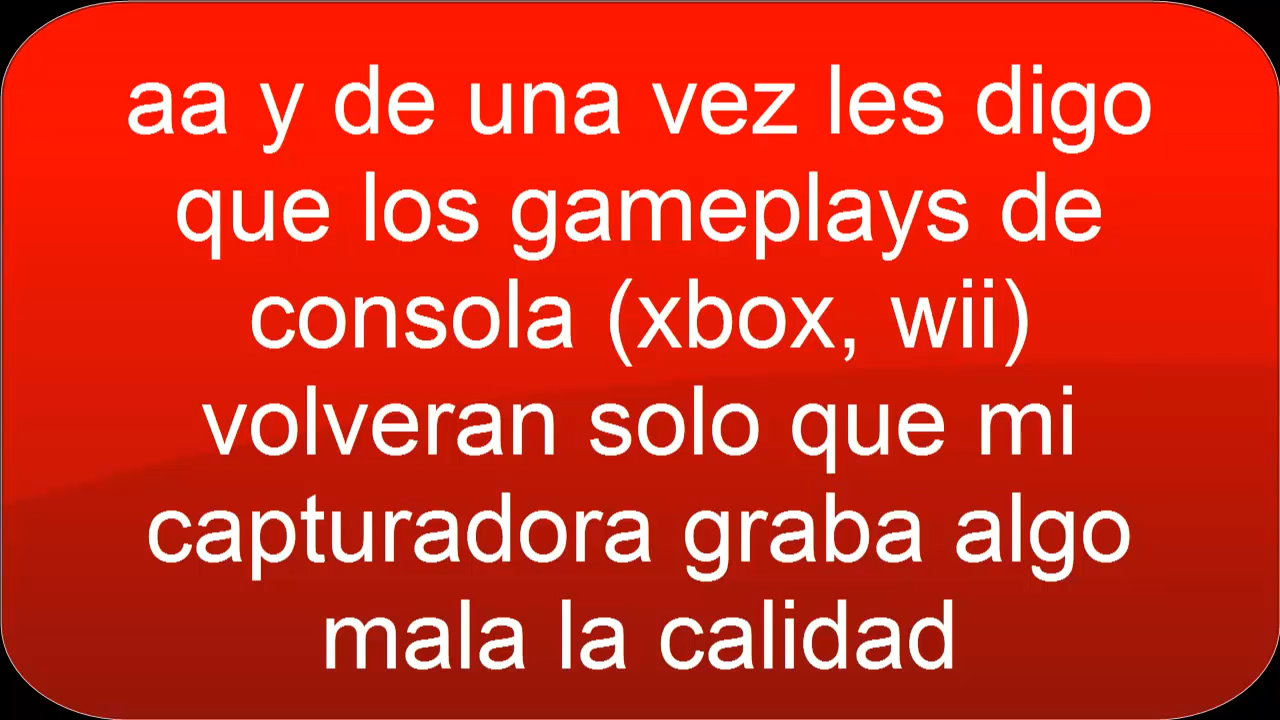 aa y de una vez les digo
que los gameplays de
consola (xbox, wii)
volveran solo que mi
capturadora graba algo
mala la calidad